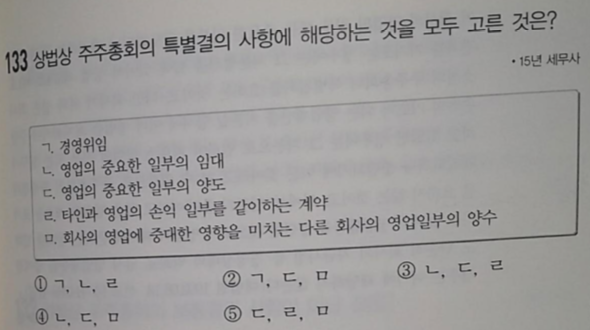 133 상법상 주주총회의 특별결의 사항에 해당하는 것을 모두 고른 것은?
• 15년 세무사
ㄱ. 경영위임
ㄴ. 영업의 중요한 일부의 임대
ㄷ. 영업의 중요한 일부의 양도
ㄹ. 타인과 영업의 손익 일부를 같이하는 계약
ㅁ. 회사의 영업에 중대한 영향을 미치는 다른 회사의 영업일부의 양수
① ㄱ, ㄴ, ㄹ ② ㄱ, ㄷ, ㅁ ③ ㄴ, ㄷ, ㄹ
④ ㄴ, ㄷ, ㅁ ⑤ ㄷ, ㄹ, ㅁ